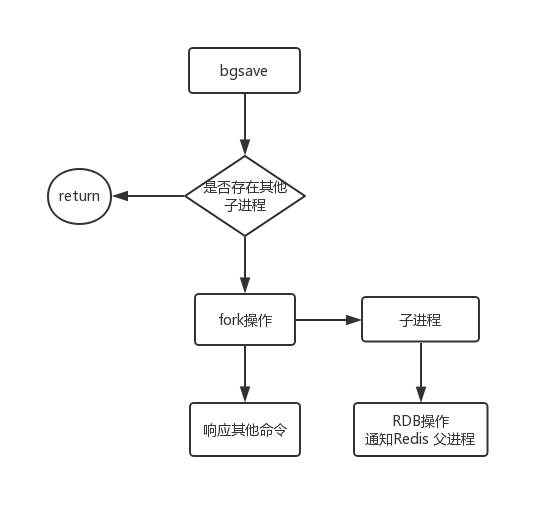 bgsave
是否存在其他
子进程
return
fork操作
子进程
响应其他命令
RDB操作
通知Redis 父进程